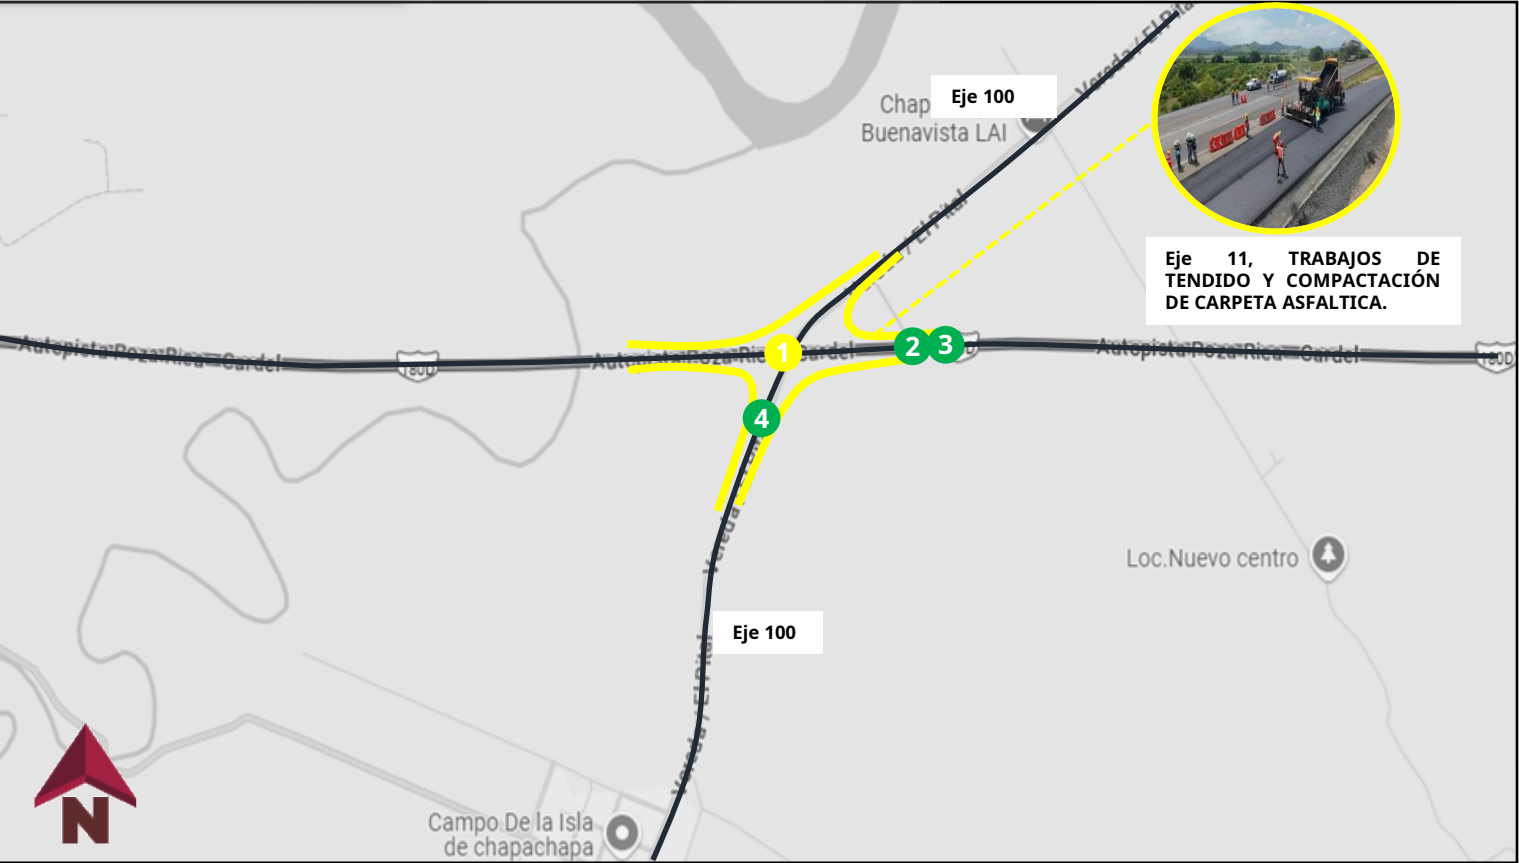 Vereda / El Pital
Eje 100
Chap
Buenavista LAI
/ El Pital
Eje 11, TRABAJOS DE
TENDIDO Y COMPACTACIÓN
DE CARPETA ASFALTICA.
Autopista Poza Rica - Cardel
180D
Autopista Poza Rica - Cardel
1
2
3
D
Autopista Poza Rica - Cardel
180D
4
Vereda
Loc.Nuevo centro
Eje 100
Vereda / El Pital
N
Campo De la Isla
de chapachapa